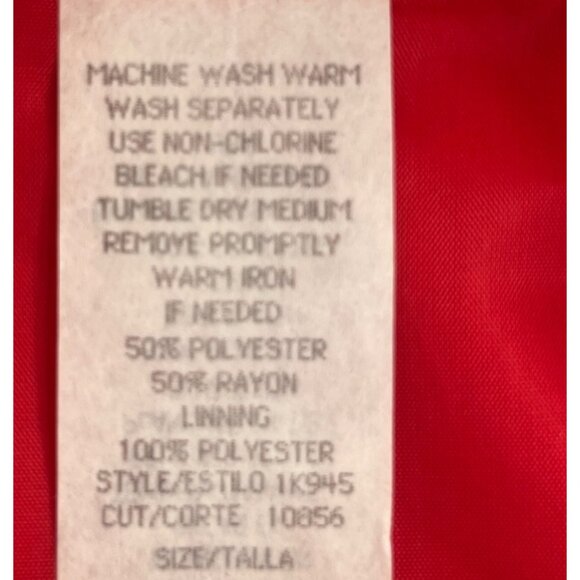 MACHINE WASH WARM
WASH SEPARATELY
USE NON-CHLORINE
BLEACH IF NEEDED
TUMBLE DRY MEDIUM
REMOVE PROMPTLY
WARM IRON
IF NEEDED
50% POLYESTER
50% RAYON
LINNING
100% POLYESTER
STYLE/ESTILO 1K945
CUT/CORTE 10856
SIZE/TALLA